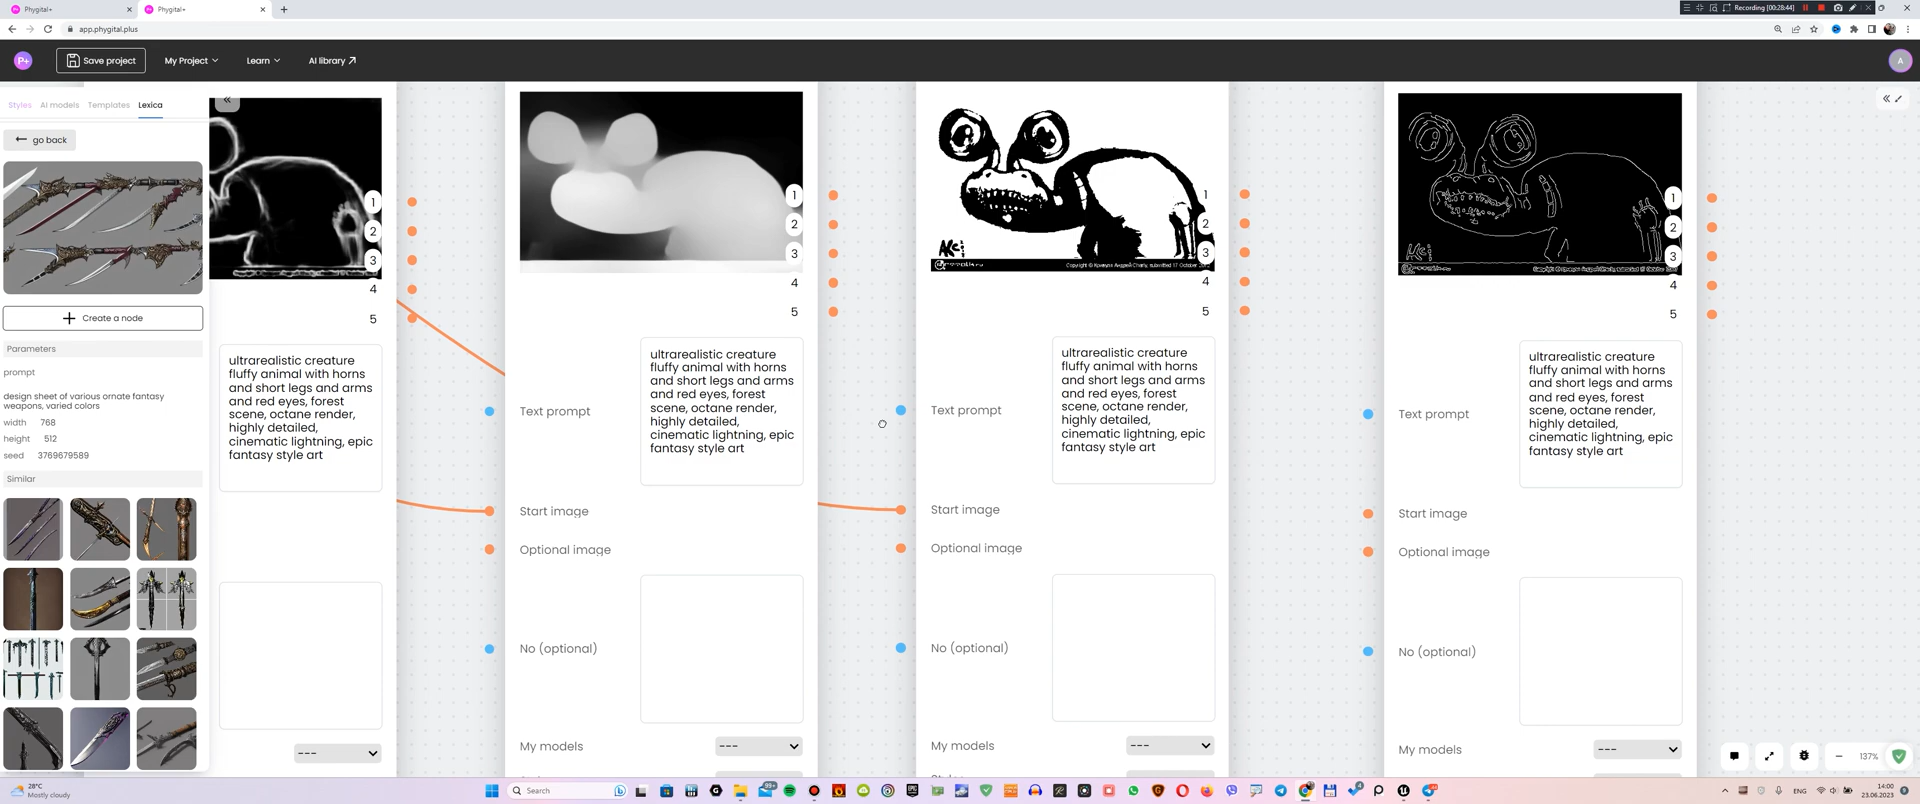 Phygital+
Phygital+
Recording [00:28:44]
app.phygital.plus
P+
Save project
My Project
Learn
AI library
A
Styles
AI models
Templates
Lexica
go back
Create a node
Parameters
prompt
design sheet of various ornate fantasy
weapons, varied colors
width 768
height 512
seed 3769679589
Similar
1
2
3
4
5
ultrarealistic creature
fluffy animal with horns
and short legs and arms
and red eyes, forest
scene, octane render,
highly detailed,
cinematic lightning, epic
fantasy style art
---
1
2
3
4
5
Text prompt
ultrarealistic creature
fluffy animal with horns
and short legs and arms
and red eyes, forest
scene, octane render,
highly detailed,
cinematic lightning, epic
fantasy style art
Start image
Optional image
No (optional)
My models
---
1
2
3
4
5
Text prompt
ultrarealistic creature
fluffy animal with horns
and short legs and arms
and red eyes, forest
scene, octane render,
highly detailed,
cinematic lightning, epic
fantasy style art
Start image
Optional image
No (optional)
My models
---
1
2
3
4
5
Text prompt
ultrarealistic creature
fluffy animal with horns
and short legs and arms
and red eyes, forest
scene, octane render,
highly detailed,
cinematic lightning, epic
fantasy style art
Start image
Optional image
No (optional)
My models
---
137%
28°C
Mostly cloudy
Search
99+
ENG
14:00
23.06.2023